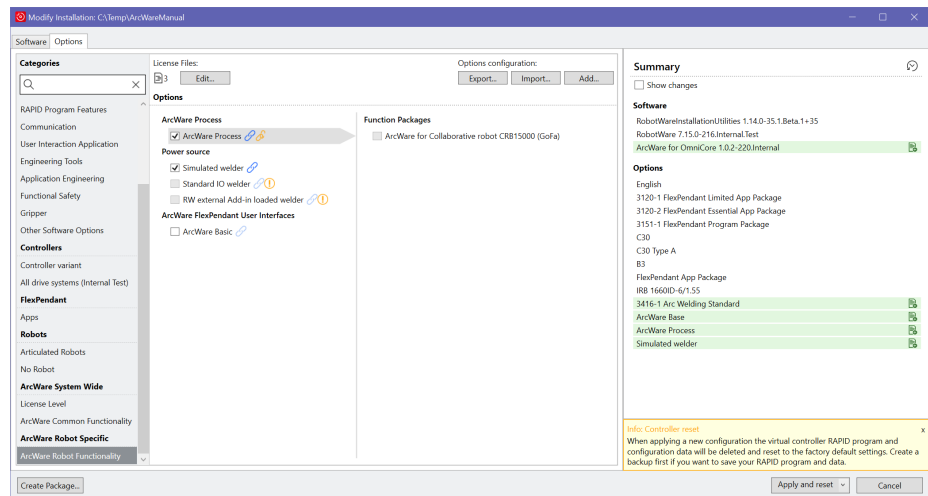 Modify Installation: C:\Temp\ArcWareManual
Software Options
Categories
RAPID Program Features
Communication
User Interaction Application
Engineering Tools
Application Engineering
Functional Safety
Gripper
Other Software Options
Controllers
Controller variant
All drive systems (Internal Test)
FlexPendant
Apps
Robots
Articulated Robots
No Robot
ArcWare System Wide
License Level
ArcWare Common Functionality
ArcWare Robot Specific
ArcWare Robot Functionality
License Files:
3 Edit...
Options configuration:
Export... Import... Add...
Options
ArcWare Process
ArcWare Process
Power source
Simulated welder
Standard IO welder
RW external Add-in loaded welder
ArcWare FlexPendant User Interfaces
ArcWare Basic
Function Packages
ArcWare for Collaborative robot CRB15000 (GoFa)
Summary
Show changes
Software
RobotWareInstallationUtilities 1.14.0-35.1.Beta.1+35
RobotWare 7.15.0-216.Internal.Test
ArcWare for OmniCore 1.0.2-220.Internal
Options
English
3120-1 FlexPendant Limited App Package
3120-2 FlexPendant Essential App Package
3151-1 FlexPendant Program Package
C30
C30 Type A
B3
FlexPendant App Package
IRB 1660ID-6/1.55
3416-1 Arc Welding Standard
ArcWare Base
ArcWare Process
Simulated welder
Info: Controller reset x
When applying a new configuration the virtual controller RAPID program and
configuration data will be deleted and reset to the factory default settings. Create a
backup first if you want to save your RAPID program and data.
Create Package...
Apply and reset
Cancel